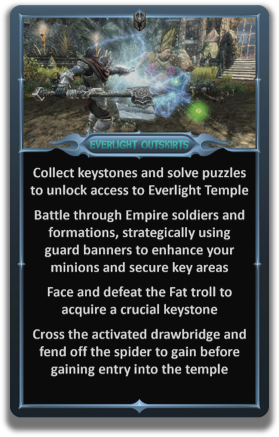 EVERLIGHT OUTSKIRTS
Collect keystones and solve puzzles
to unlock access to Everlight Temple
Battle through Empire soldiers and
formations, strategically using
guard banners to enhance your
minions and secure key areas
Face and defeat the Fat troll to
acquire a crucial keystone
Cross the activated drawbridge and
fend off the spider to gain before
gaining entry into the temple